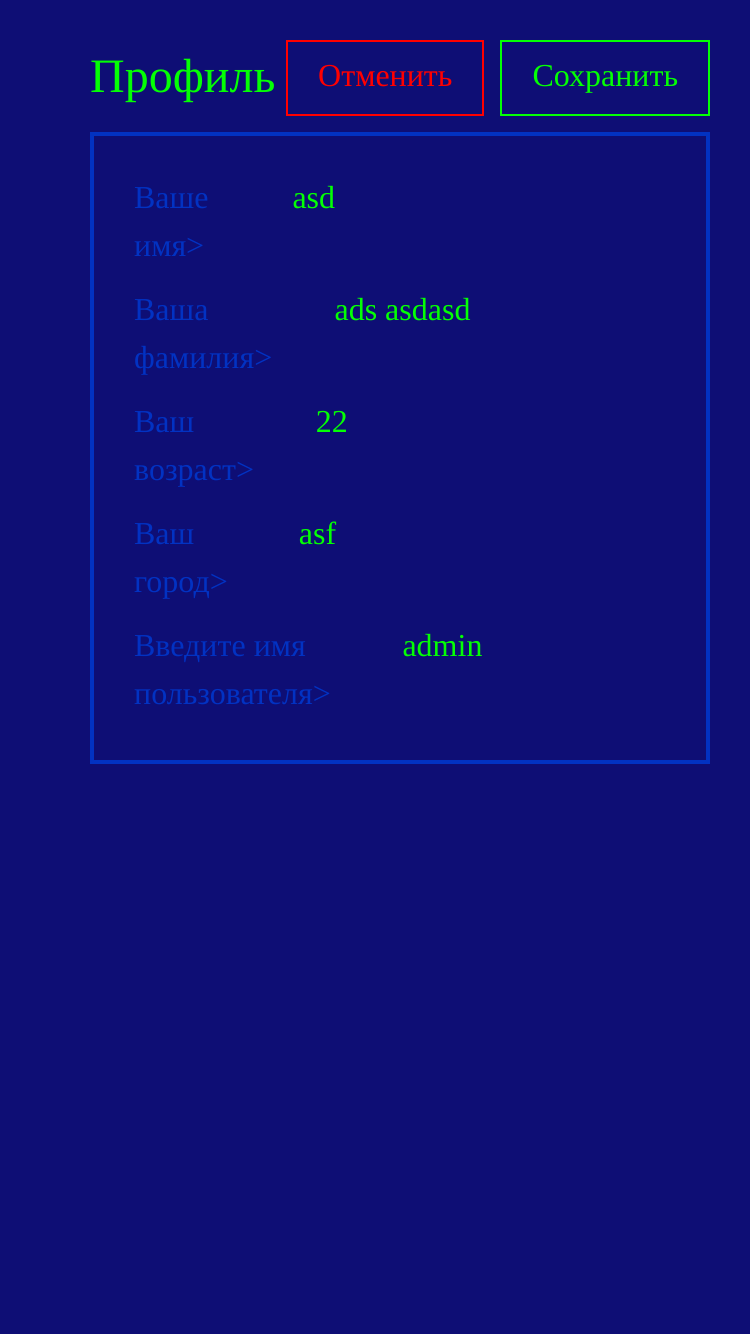 Профиль Отменить Сохранить
Ваше asd
имя>
Ваша ads asdasd
фамилия>
Ваш 22
возраст>
Ваш asf
город>
Введите имя admin
пользователя>